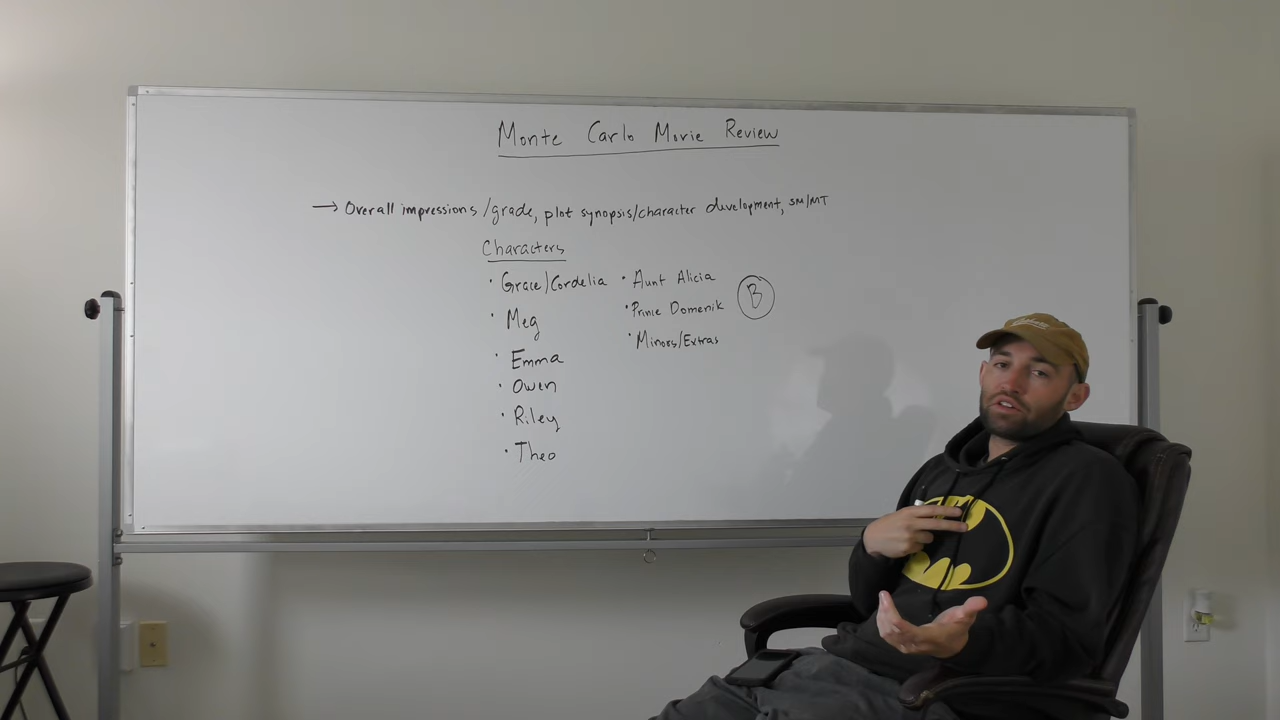 Monte Carlo Movie Review
→ Overall impressions/grade, plot synopsis/character development, SM/MT
Characters
• Grace/Cordelia
• Meg
• Emma
• Owen
• Riley
• Theo
• Aunt Alicia
• Prince Domenik
• Minors/Extras
B